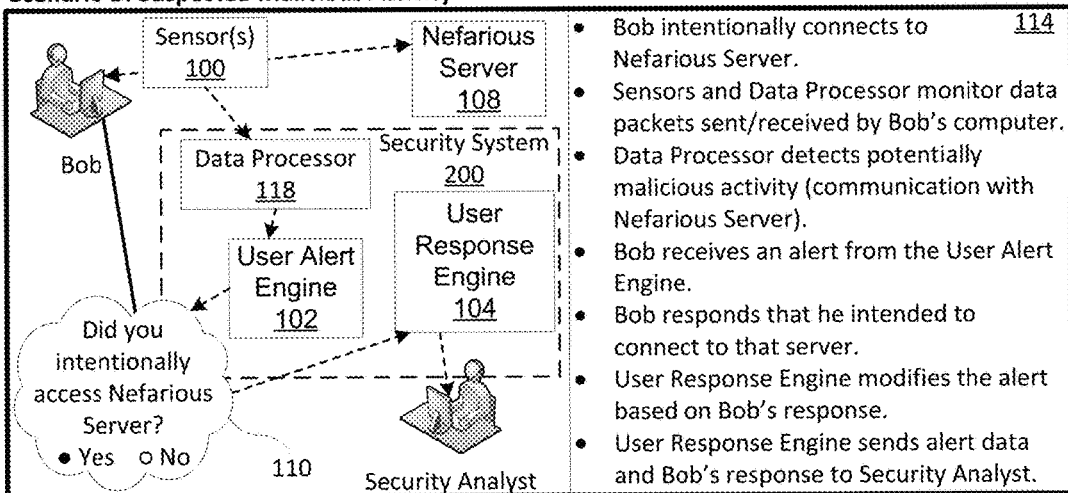 Sensor(s)
100
Nefarious
Server
108
Bob
Data Processor
118
Security System
200
User Alert
Engine
102
User
Response
Engine
104
Did you
intentionally
access Nefarious
Server?
● Yes ○ No
110
Security Analyst
114
• Bob intentionally connects to
Nefarious Server.
• Sensors and Data Processor monitor data
packets sent/received by Bob's computer.
• Data Processor detects potentially
malicious activity (communication with
Nefarious Server).
• Bob receives an alert from the User Alert
Engine.
• Bob responds that he intended to
connect to that server.
• User Response Engine modifies the alert
based on Bob's response.
• User Response Engine sends alert data
and Bob's response to Security Analyst.